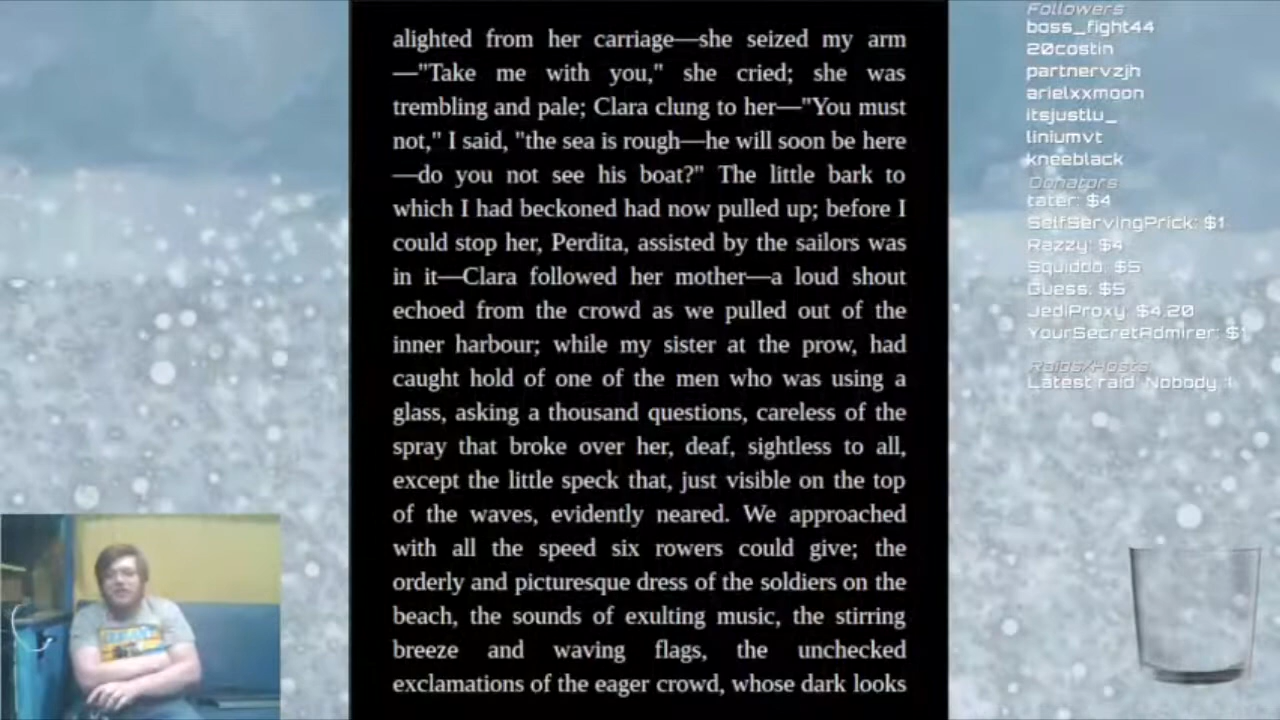 alighted from her carriage—she seized my arm
—"Take me with you," she cried; she was
trembling and pale; Clara clung to her—"You must
not," I said, "the sea is rough—he will soon be here
—do you not see his boat?" The little bark to
which I had beckoned had now pulled up; before I
could stop her, Perdita, assisted by the sailors was
in it—Clara followed her mother—a loud shout
echoed from the crowd as we pulled out of the
inner harbour; while my sister at the prow, had
caught hold of one of the men who was using a
glass, asking a thousand questions, careless of the
spray that broke over her, deaf, sightless to all,
except the little speck that, just visible on the top
of the waves, evidently neared. We approached
with all the speed six rowers could give; the
orderly and picturesque dress of the soldiers on the
beach, the sounds of exulting music, the stirring
breeze and waving flags, the unchecked
exclamations of the eager crowd, whose dark looks
Followers
boss_fight44
20costin
partnervzjh
arielxxmoon
itsjustlu_
liniumvt
kneeblack
Donators
tater: $4
SelfServingPrick: $1
Razzy: $4
Squidoo: $5
Guess: $5
JediProxy: $4.20
YourSecretAdmirer: $1
Raids/Hosts
Latest raid: Nobody :(